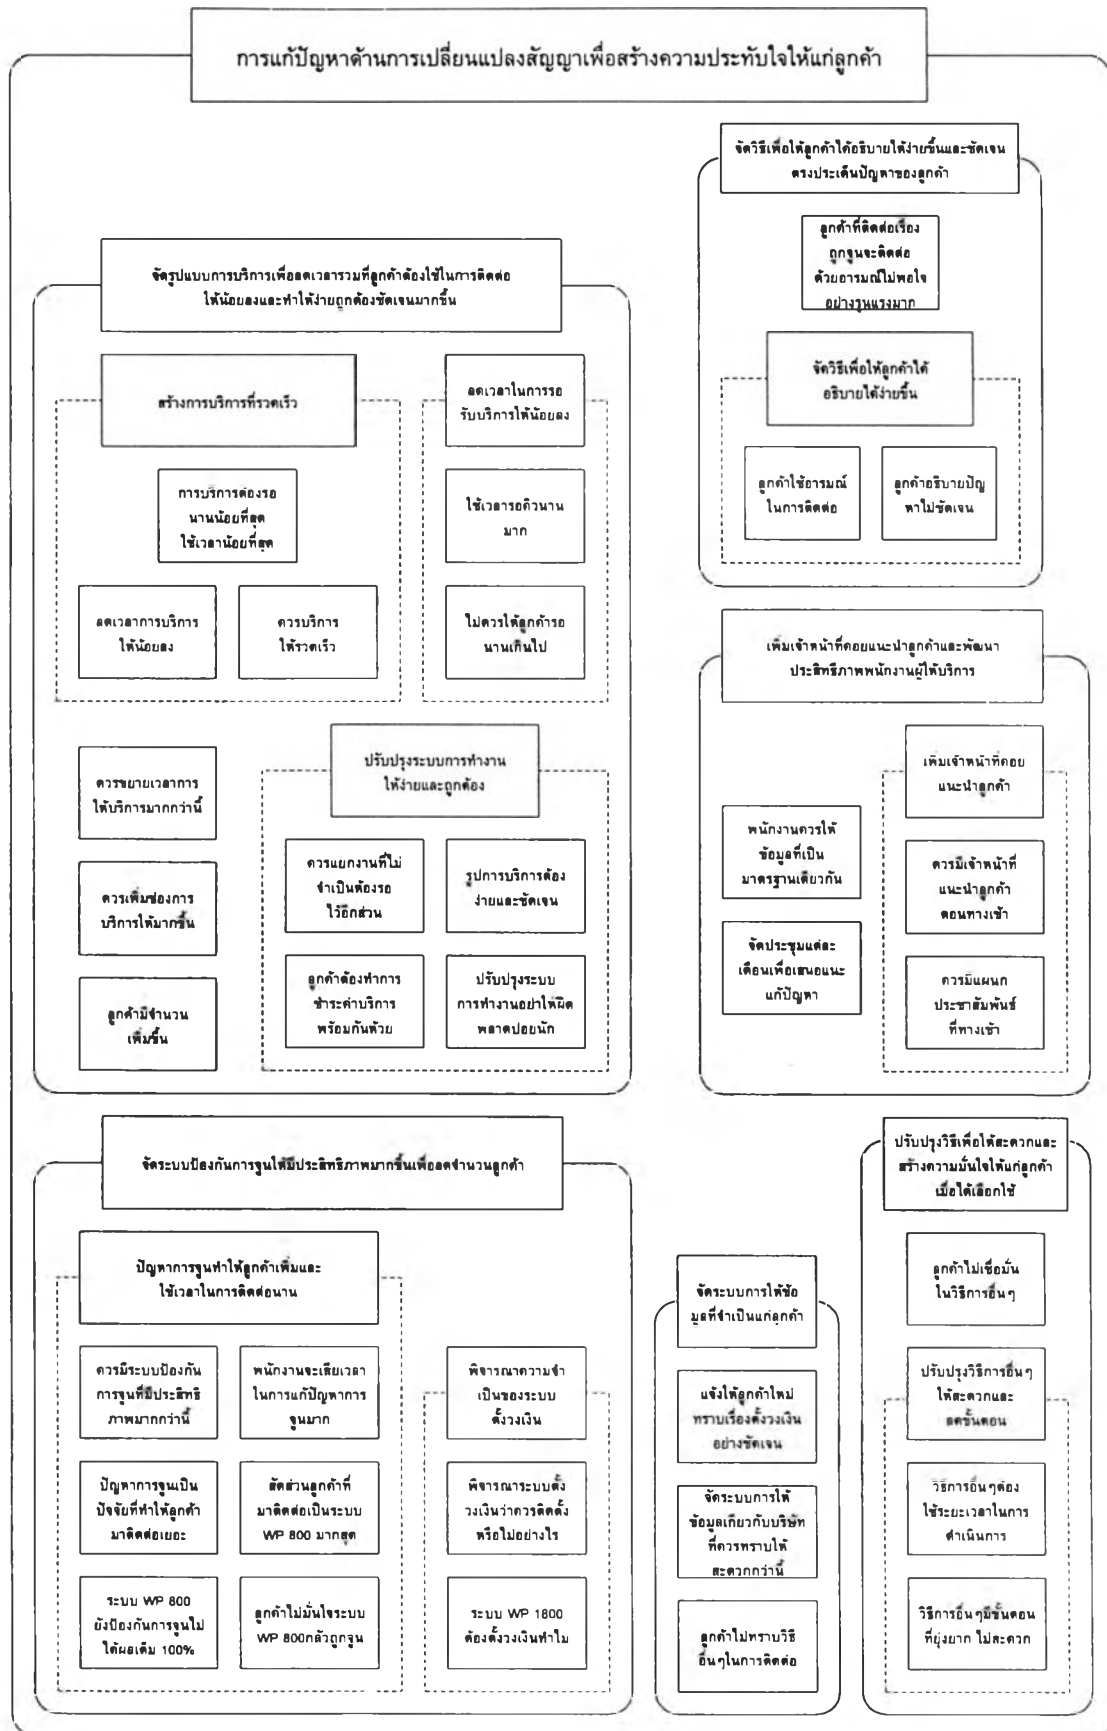 การแก้ปัญหาด้านการเปลี่ยนแปลงสัญญาเพื่อสร้างความประทับใจให้แก่ลูกค้า
จัดวิธีเพื่อให้ลูกค้าได้อธิบายให้ง่ายขึ้นและชัดเจน
ตรงประเด็นปัญหาของลูกค้า
ลูกค้าที่ติดต่อเรื่อง
ถูกจูนจะติดต่อ
ด้วยอารมณ์ไม่พอใจ
อย่างรุนแรงมาก
จัดวิธีเพื่อให้ลูกค้าได้
อธิบายได้ง่ายขึ้น
ลูกค้าใช้อารมณ์
ในการติดต่อ
ลูกค้าอธิบายปัญ
หาไม่ชัดเจน
จัดรูปแบบการบริการเพื่อลดเวลารวมที่ลูกค้าต้องใช้ในการติดต่อ
ให้น้อยลงและทำให้ง่ายถูกต้องชัดเจนมากขึ้น
สร้างการบริการที่รวดเร็ว
การบริการต้องรอ
นานน้อยที่สุด
ใช้เวลาน้อยที่สุด
ลดเวลาการบริการ
ให้น้อยลง
ควรบริการ
ให้รวดเร็ว
ลดเวลาในการรอ
รับบริการให้น้อยลง
ใช้เวลารอคิวนาน
มาก
ไม่ควรให้ลูกค้ารอ
นานเกินไป
ควรขยายเวลาการ
ให้บริการมากกว่านี้
ควรเพิ่มช่องการ
บริการให้มากขึ้น
ลูกค้ามีจำนวน
เพิ่มขึ้น
ปรับปรุงระบบการทำงาน
ให้ง่ายและถูกต้อง
ควรแยกงานที่ไม่
จำเป็นต้องรอ
ไว้อีกส่วน
รูปการบริการต้อง
ง่ายและชัดเจน
ลูกค้าต้องทำการ
ชำระค่าบริการ
พร้อมกันด้วย
ปรับปรุงระบบ
การทำงานอย่าให้ผิด
พลาดบ่อยนัก
เพิ่มเจ้าหน้าที่คอยแนะนำลูกค้าและพัฒนา
ประสิทธิภาพพนักงานผู้ให้บริการ
พนักงานควรให้
ข้อมูลที่เป็น
มาตรฐานเดียวกัน
จัดประชุมแต่ละ
เดือนเพื่อเสนอแนะ
แก้ปัญหา
เพิ่มเจ้าหน้าที่คอย
แนะนำลูกค้า
ควรมีเจ้าหน้าที่
แนะนำลูกค้า
ตอนทางเข้า
ควรมีแผนก
ประชาสัมพันธ์
ที่ทางเข้า
จัดระบบป้องกันการจูนให้มีประสิทธิภาพมากขึ้นเพื่อลดจำนวนลูกค้า
ปัญหาการจูนทำให้ลูกค้าเพิ่มและ
ใช้เวลาในการติดต่อนาน
ควรมีระบบป้องกัน
การจูนที่มีประสิทธิ
ภาพมากกว่านี้
พนักงานจะเสียเวลา
ในการแก้ปัญหาการ
จูนมาก
ปัญหาการจูนเป็น
ปัจจัยที่ทำให้ลูกค้า
มาติดต่อเยอะ
สัดส่วนลูกค้าที่
มาติดต่อเป็นระบบ
WP 800 มากสุด
ระบบ WP 800
ยังป้องกันการจูนไม่
ได้ผลเต็ม 100%
ลูกค้าไม่มั่นใจระบบ
WP 800กลัวถูกจูน
พิจารณาความจำ
เป็นของระบบ
ตั้งวงเงิน
พิจารณาระบบตั้ง
วงเงินว่าควรติดตั้ง
หรือไม่อย่างไร
ระบบ WP 1800
ต้องตั้งวงเงินทำไม
จัดระบบการให้ข้อ
มูลที่จำเป็นแก่ลูกค้า
แจ้งให้ลูกค้าใหม่
ทราบเรื่องตั้งวงเงิน
อย่างชัดเจน
จัดระบบการให้
ข้อมูลเกี่ยวกับบริษัท
ที่ควรทราบให้
สะดวกกว่านี้
ลูกค้าไม่ทราบวิธี
อื่นๆในการติดต่อ
ปรับปรุงวิธีเพื่อให้สะดวกและ
สร้างความมั่นใจให้แก่ลูกค้า
เมื่อได้เลือกใช้
ลูกค้าไม่เชื่อมั่น
ในวิธีการอื่นๆ
ปรับปรุงวิธีการอื่นๆ
ให้สะดวกและ
ลดขั้นตอน
วิธีการอื่นๆต้อง
ใช้ระยะเวลาในการ
ดำเนินการ
วิธีการอื่นๆมีขั้นตอน
ที่ยุ่งยาก ไม่สะดวก